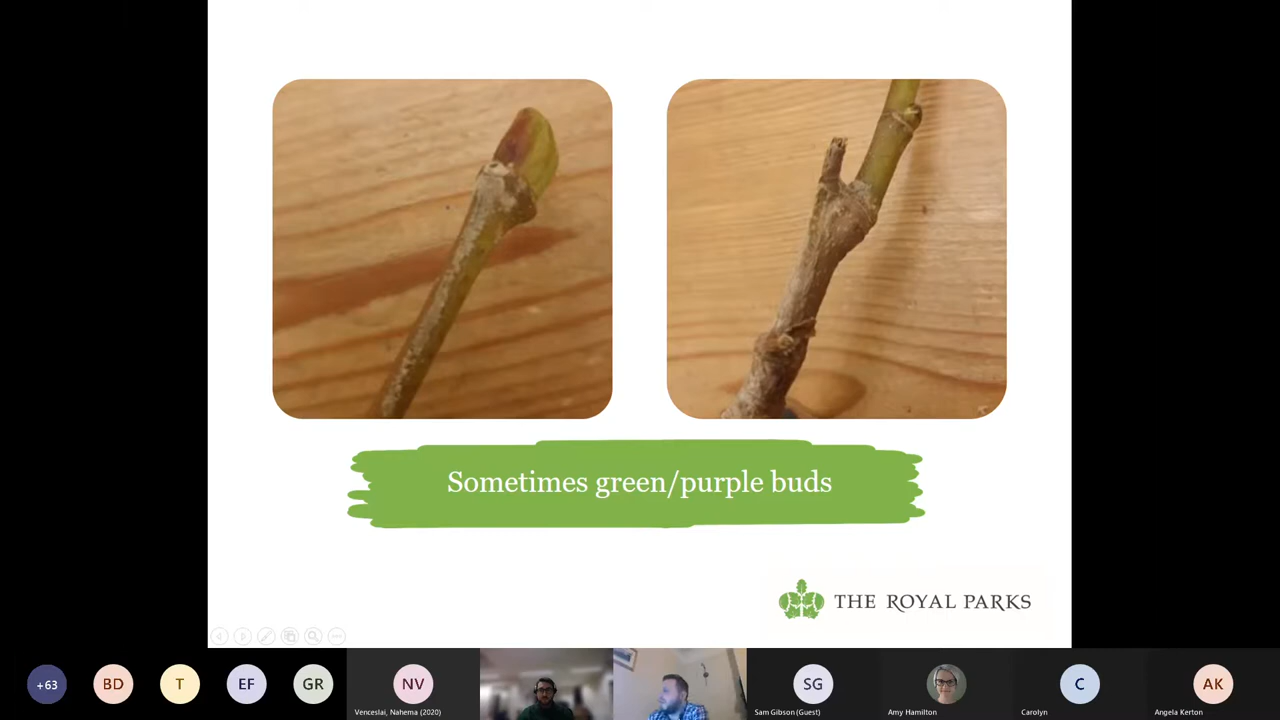 Sometimes green/purple buds
THE ROYAL PARKS
+63
BD
T
EF
GR
NV
SG
C
AK
Venceslai, Nahema (2020)
Sam Gibson (Guest)
Amy Hamilton
Carolyn
Angela Kerton